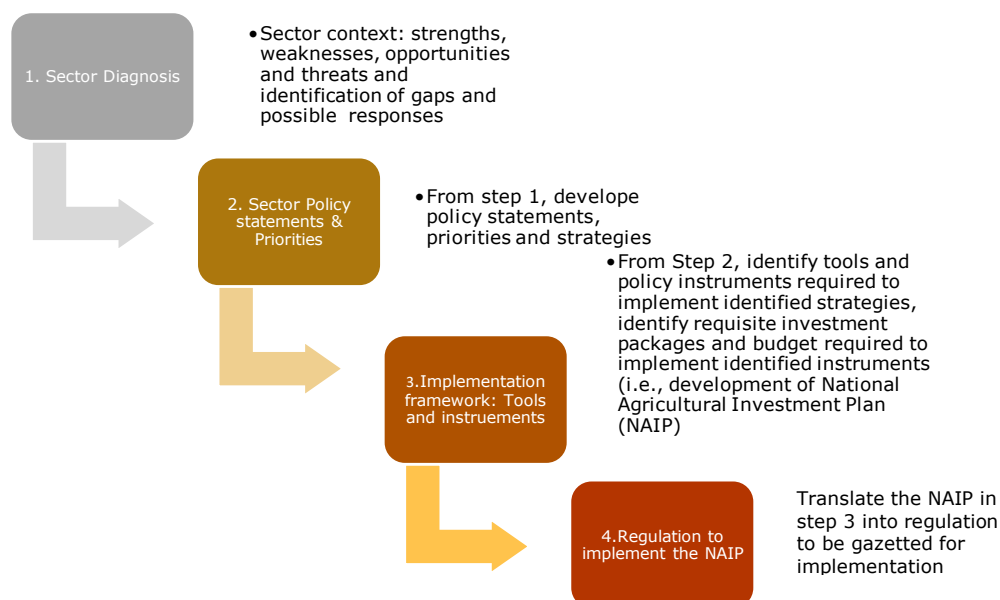 1. Sector Diagnosis
•Sector context: strengths,
weaknesses, opportunities
and threats and
identification of gaps and
possible responses
2. Sector Policy
statements &
Priorities
•From step 1, develope
policy statements,
priorities and strategies
3.Implementation
framework: Tools
and instruements
•From Step 2, identify tools and
policy instruments required to
implement identified strategies,
identify requisite investment
packages and budget required to
implement identified instruments
(i.e., development of National
Agricultural Investment Plan
(NAIP)
4.Regulation to
implement the NAIP
Translate the NAIP in
step 3 into regulation
to be gazetted for
implementation